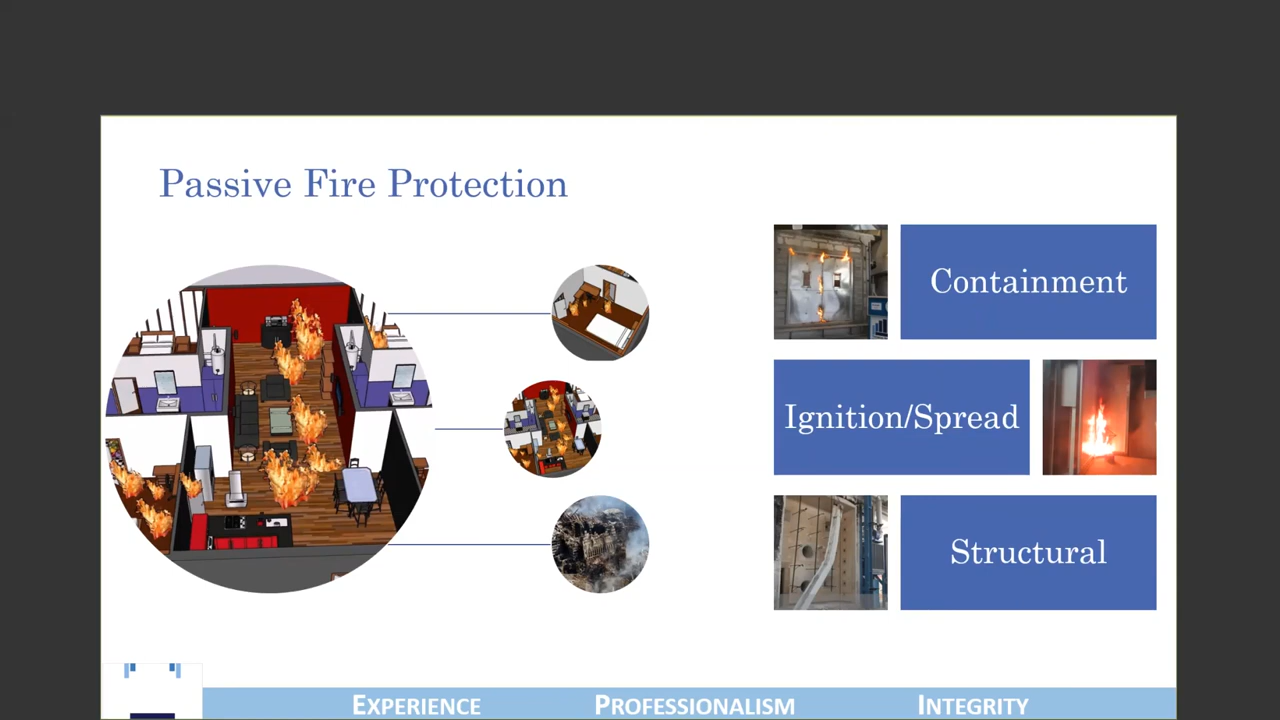 Passive Fire Protection
Containment
Ignition/Spread
Structural
EXPERIENCE
PROFESSIONALISM
INTEGRITY